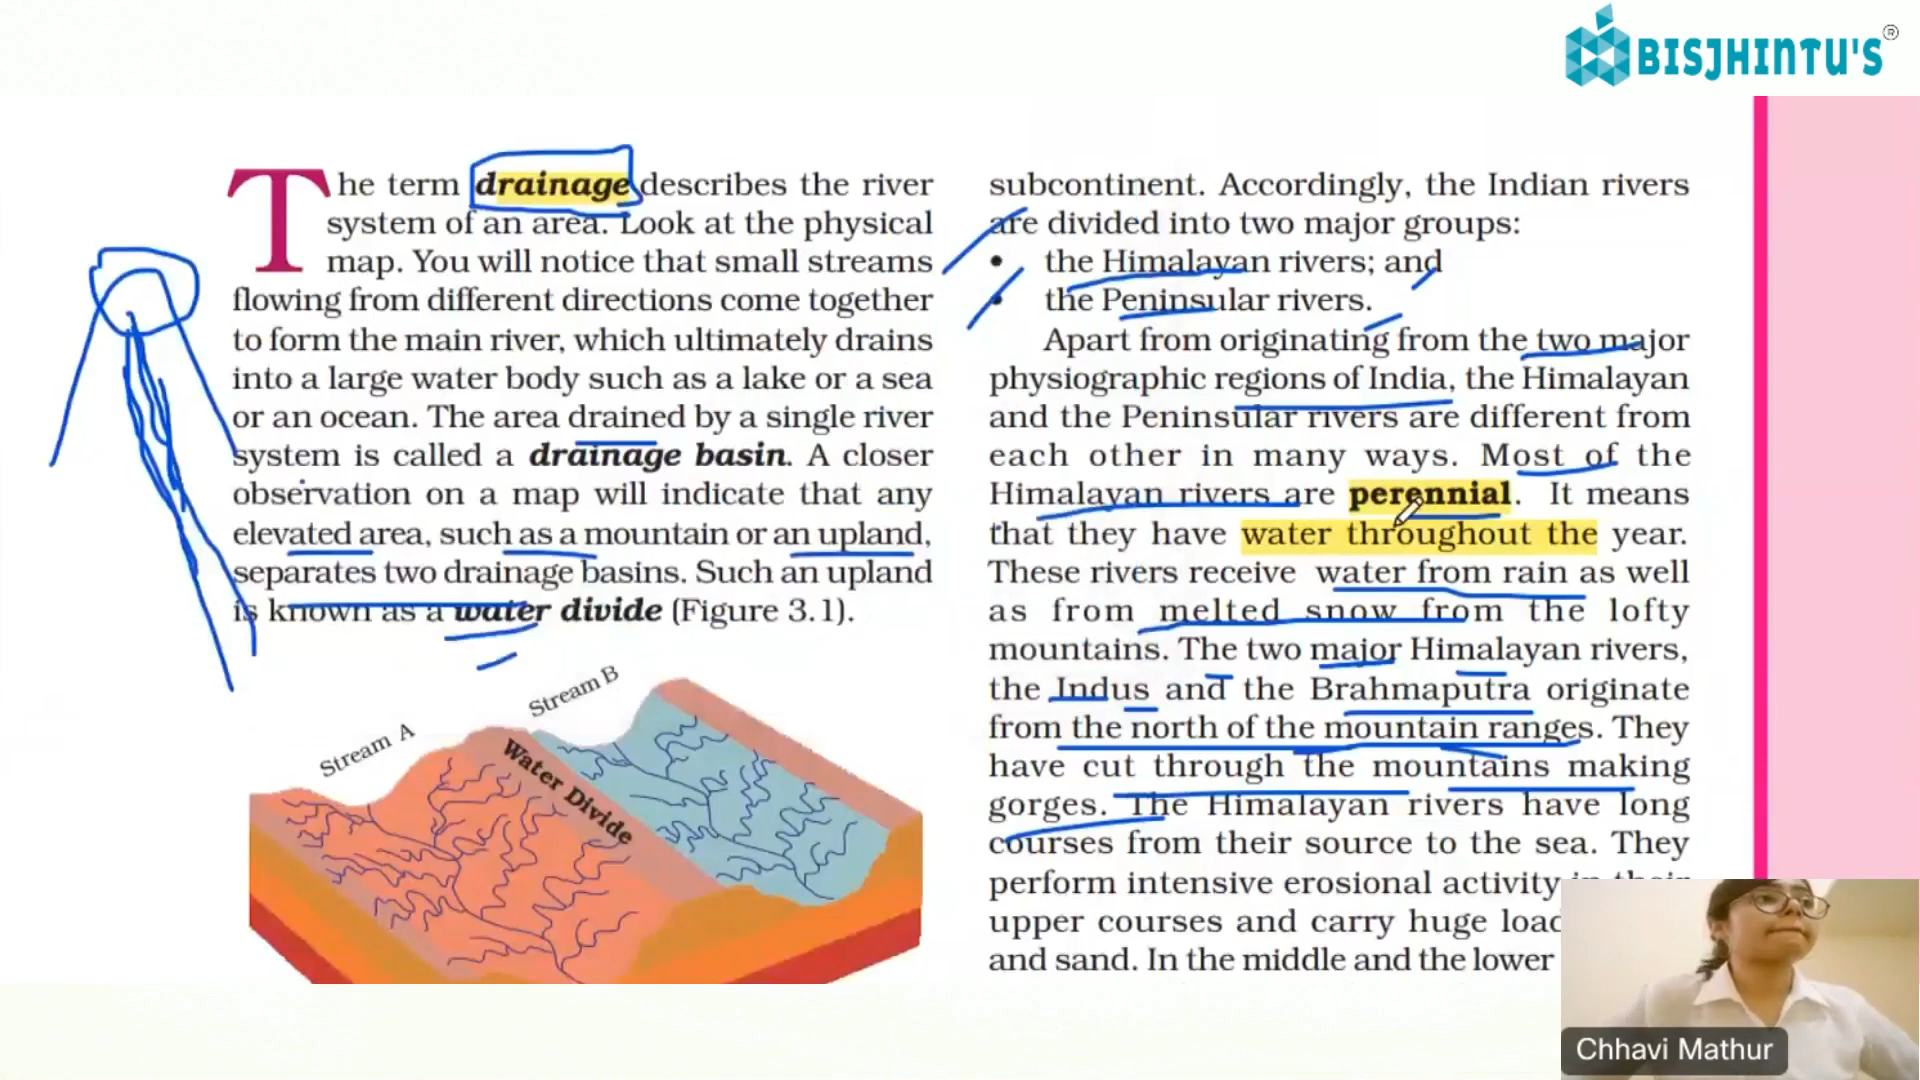 BISJHINTU'S®
The term drainage describes the river
system of an area. Look at the physical
map. You will notice that small streams
flowing from different directions come together
to form the main river, which ultimately drains
into a large water body such as a lake or a sea
or an ocean. The area drained by a single river
system is called a drainage basin. A closer
observation on a map will indicate that any
elevated area, such as a mountain or an upland,
separates two drainage basins. Such an upland
is known as a water divide (Figure 3.1).
Stream A
Stream B
Water Divide
subcontinent. Accordingly, the Indian rivers
are divided into two major groups:
• the Himalayan rivers; and
• the Peninsular rivers.
Apart from originating from the two major
physiographic regions of India, the Himalayan
and the Peninsular rivers are different from
each other in many ways. Most of the
Himalayan rivers are perennial. It means
that they have water throughout the year.
These rivers receive water from rain as well
as from melted snow from the lofty
mountains. The two major Himalayan rivers,
the Indus and the Brahmaputra originate
from the north of the mountain ranges. They
have cut through the mountains making
gorges. The Himalayan rivers have long
courses from their source to the sea. They
perform intensive erosional activity in their
upper courses and carry huge load
and sand. In the middle and the lower
Chhavi Mathur